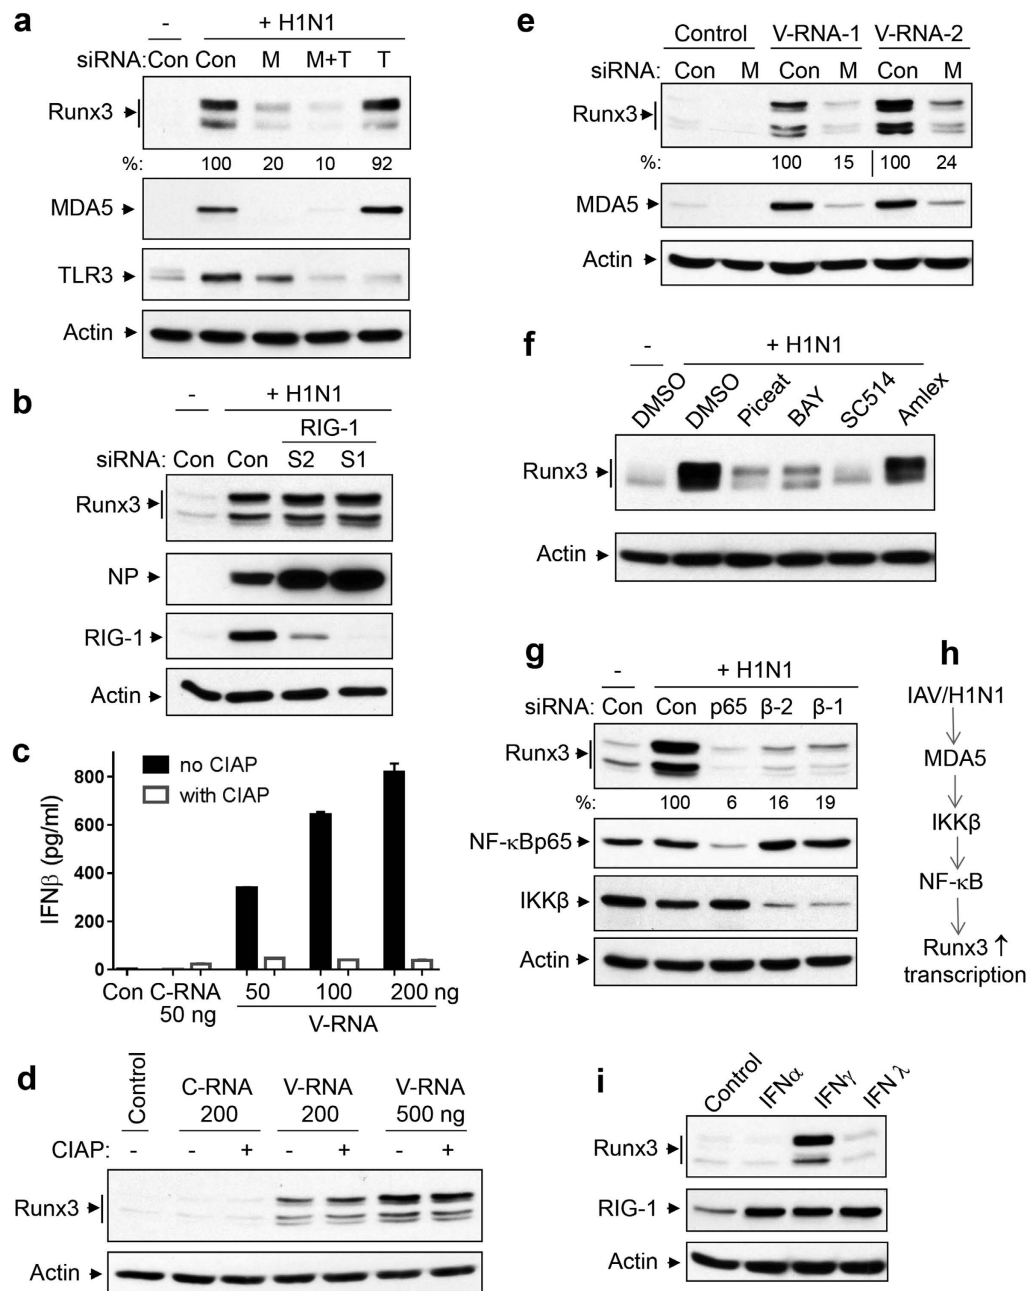 a
- + H1N1
siRNA: Con Con M M+T T
Runx3
%: 100 20 10 92
MDA5
TLR3
Actin
b
- + H1N1
RIG-1
siRNA: Con Con S2 S1
Runx3
NP
RIG-1
Actin
c
no CIAP
with CIAP
IFNβ (pg/ml)
800
600
400
200
0
Con C-RNA 50 100 200 ng
50 ng V-RNA
d
Control C-RNA V-RNA V-RNA
200 200 500 ng
CIAP: - - + - + - +
Runx3
Actin
e
Control V-RNA-1 V-RNA-2
siRNA: Con M Con M Con M
Runx3
%: 100 15 100 24
MDA5
Actin
f
- + H1N1
DMSO DMSO Piceat BAY SC514 Amlex
Runx3
Actin
g
- + H1N1
siRNA: Con Con p65 β-2 β-1
Runx3
%: 100 6 16 19
NF-κBp65
IKKβ
Actin
h
IAV/H1N1
MDA5
IKKβ
NF-κB
Runx3 ↑
transcription
i
Control IFNα IFNγ IFN λ
Runx3
RIG-1
Actin